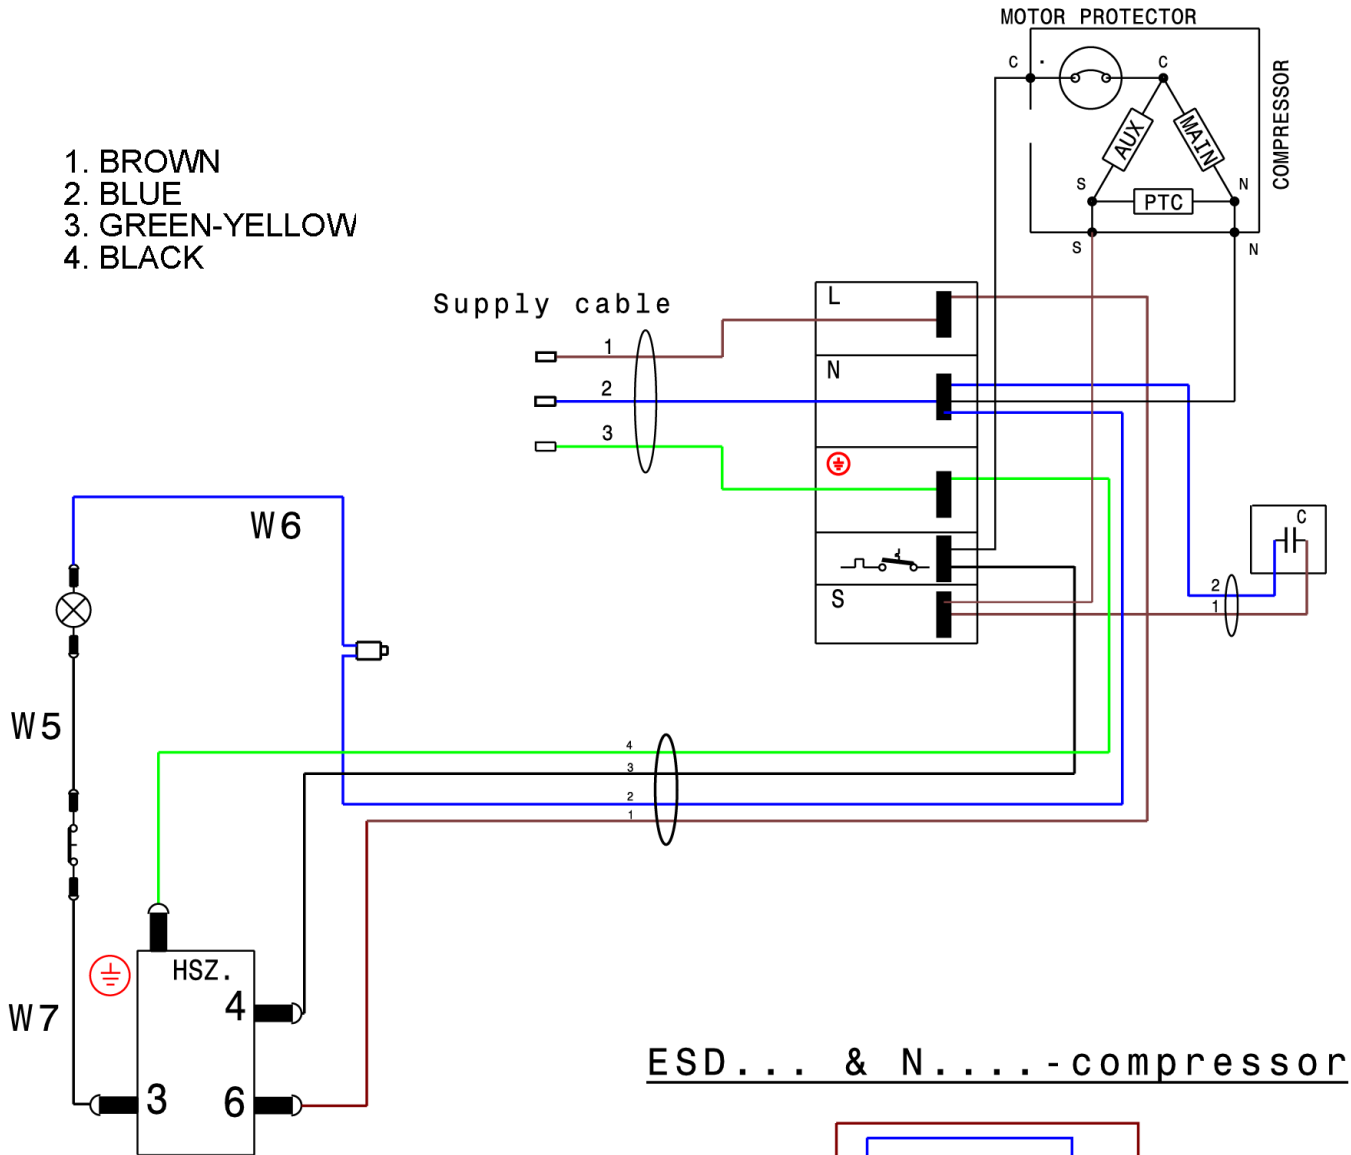 MOTOR PROTECTOR
C
C
COMPRESSOR
AUX
MAIN
S
N
PTC
S
N
1. BROWN
2. BLUE
3. GREEN-YELLOW
4. BLACK
Supply cable
1
2
3
L
N
S
C
2
1
W6
W5
4
3
2
1
HSZ.
4
W7
3
6
ESD... & N....-compressor